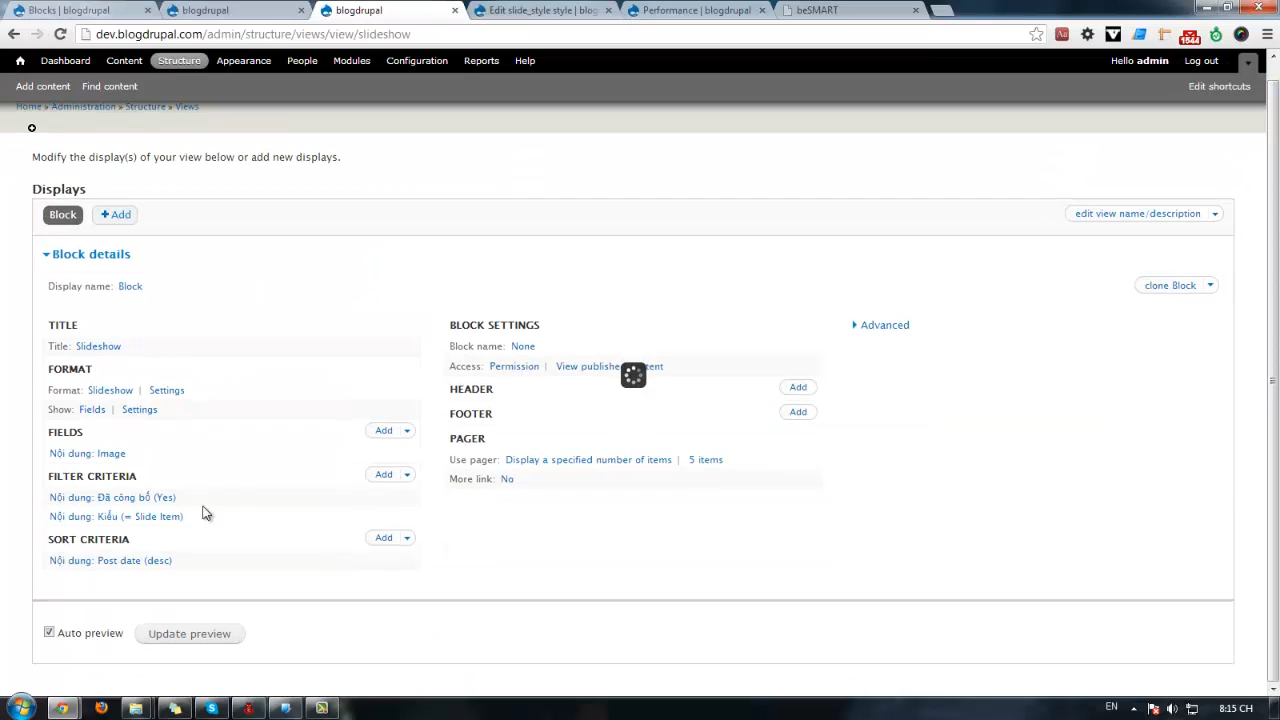 Blocks | blogdrupal
blogdrupal
blogdrupal
Edit slide_style style | blog
Performance | blogdrupal
beSMART
dev.blogdrupal.com/admin/structure/views/view/slideshow
1544
Dashboard Content Structure Appearance People Modules Configuration Reports Help Hello admin Log out
Add content Find content Edit shortcuts
Home » Administration » Structure » Views
Modify the display(s) of your view below or add new displays.
Displays
Block + Add edit view name/description
Block details
Display name: Block clone Block
TITLE
Title: Slideshow
FORMAT
Format: Slideshow | Settings
Show: Fields | Settings
FIELDS Add
Nội dung: Image
FILTER CRITERIA Add
Nội dung: Đã công bố (Yes)
Nội dung: Kiểu (= Slide Item)
SORT CRITERIA Add
Nội dung: Post date (desc)
BLOCK SETTINGS
Block name: None
Access: Permission | View published content
HEADER Add
FOOTER Add
PAGER
Use pager: Display a specified number of items | 5 items
More link: No
Advanced
Auto preview Update preview
EN 8:15 CH